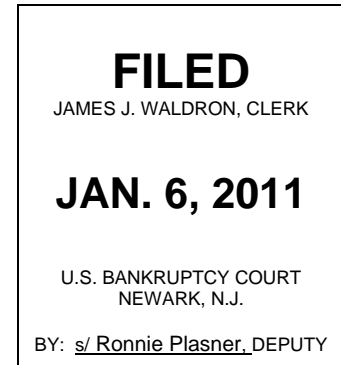 FILED
JAMES J. WALDRON, CLERK
JAN. 6, 2011
U.S. BANKRUPTCY COURT
NEWARK, N.J.
BY: s/ Ronnie Plasner, DEPUTY